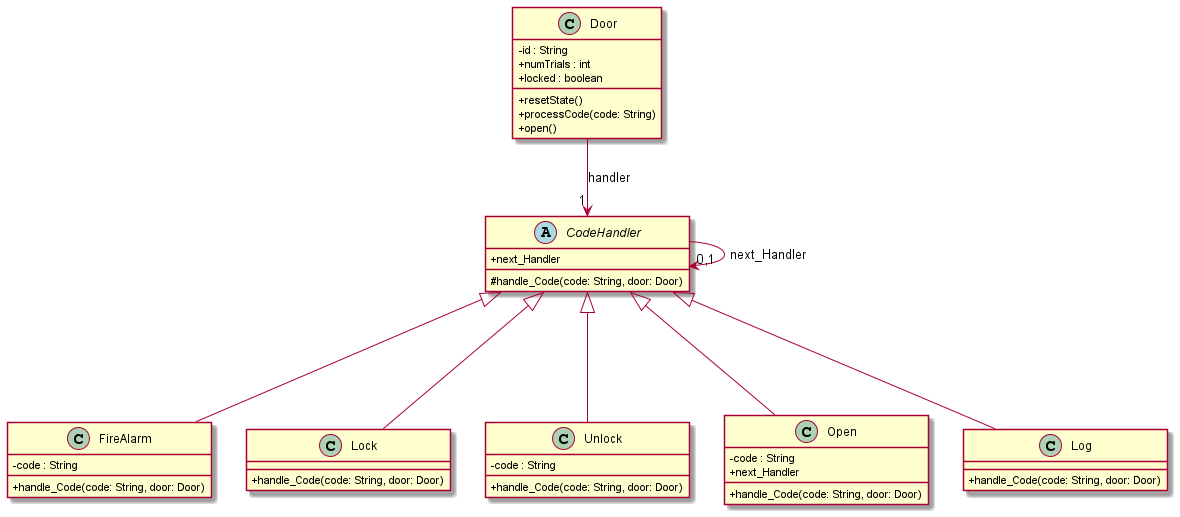 C Door
-id : String
+numTrials : int
+locked : boolean
+resetState()
+processCode(code: String)
+open()
handler
1
A CodeHandler
+next_Handler
#handle_Code(code: String, door: Door)
0,1
next_Handler
C FireAlarm
-code : String
+handle_Code(code: String, door: Door)
C Lock
+handle_Code(code: String, door: Door)
C Unlock
-code : String
+handle_Code(code: String, door: Door)
C Open
-code : String
+next_Handler
+handle_Code(code: String, door: Door)
C Log
+handle_Code(code: String, door: Door)